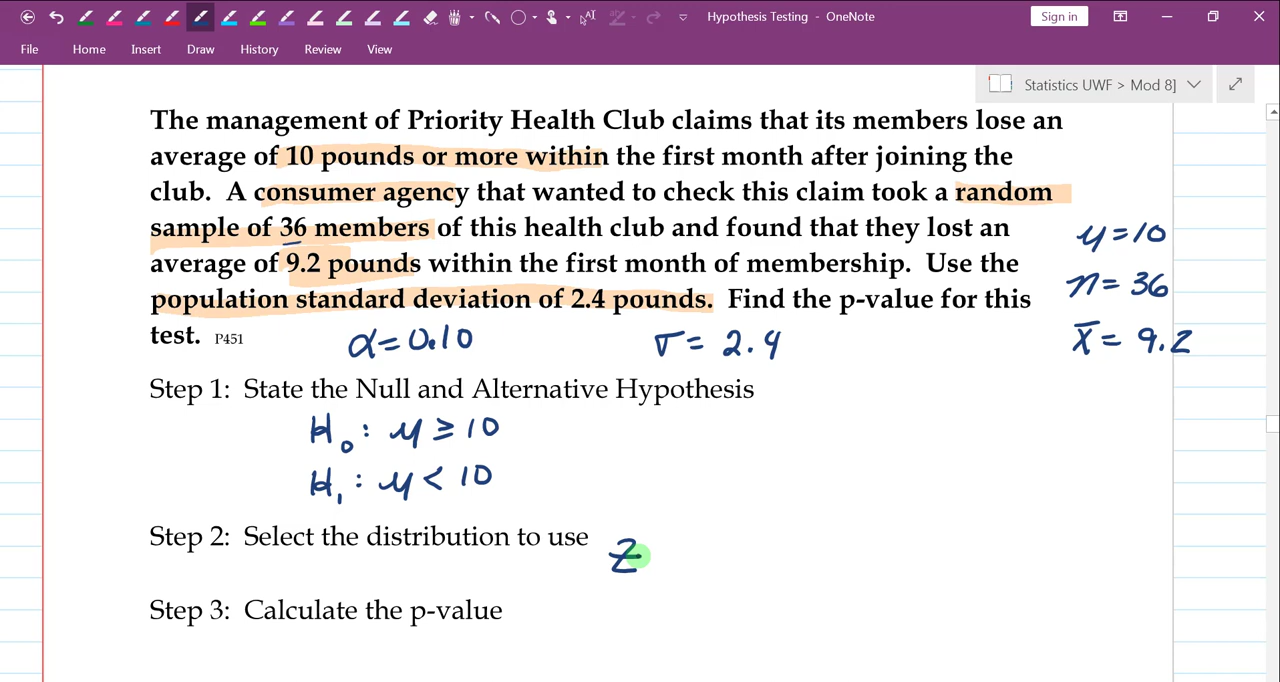 Hypothesis Testing - OneNote
Sign in
File Home Insert Draw History Review View
Statistics UWF > Mod 8]
The management of Priority Health Club claims that its members lose an
average of 10 pounds or more within the first month after joining the
club. A consumer agency that wanted to check this claim took a random
sample of 36 members of this health club and found that they lost an
average of 9.2 pounds within the first month of membership. Use the
population standard deviation of 2.4 pounds. Find the p-value for this
test. P451
μ = 10
n = 36
x̄ = 9.2
α = 0.10
σ = 2.4
Step 1: State the Null and Alternative Hypothesis
H₀ : μ ≥ 10
H₁ : μ < 10
Step 2: Select the distribution to use
Z
Step 3: Calculate the p-value